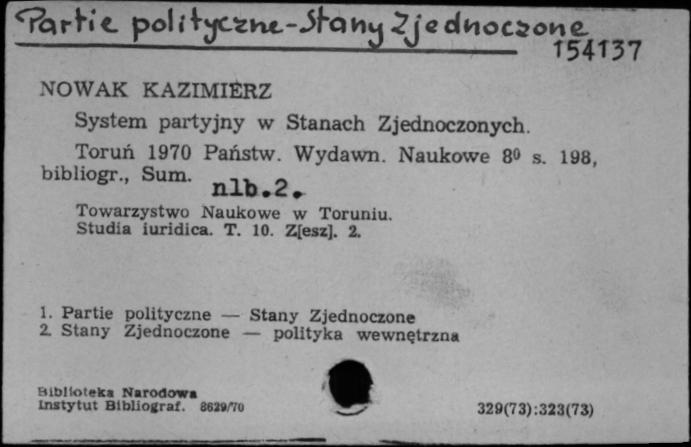 Partie polityczne - Stany Zjednoczone
154137
NOWAK KAZIMIERZ
System partyjny w Stanach Zjednoczonych.
Toruń 1970 Państw. Wydawn. Naukowe 8⁰ s. 198,
bibliogr., Sum.
nlb.2.
Towarzystwo Naukowe w Toruniu.
Studia iuridica. T. 10. Z[esz]. 2.
1. Partie polityczne — Stany Zjednoczone
2. Stany Zjednoczone — polityka wewnętrzna
Biblioteka Narodowa
Instytut Bibliograf. 8629/70
329(73):323(73)